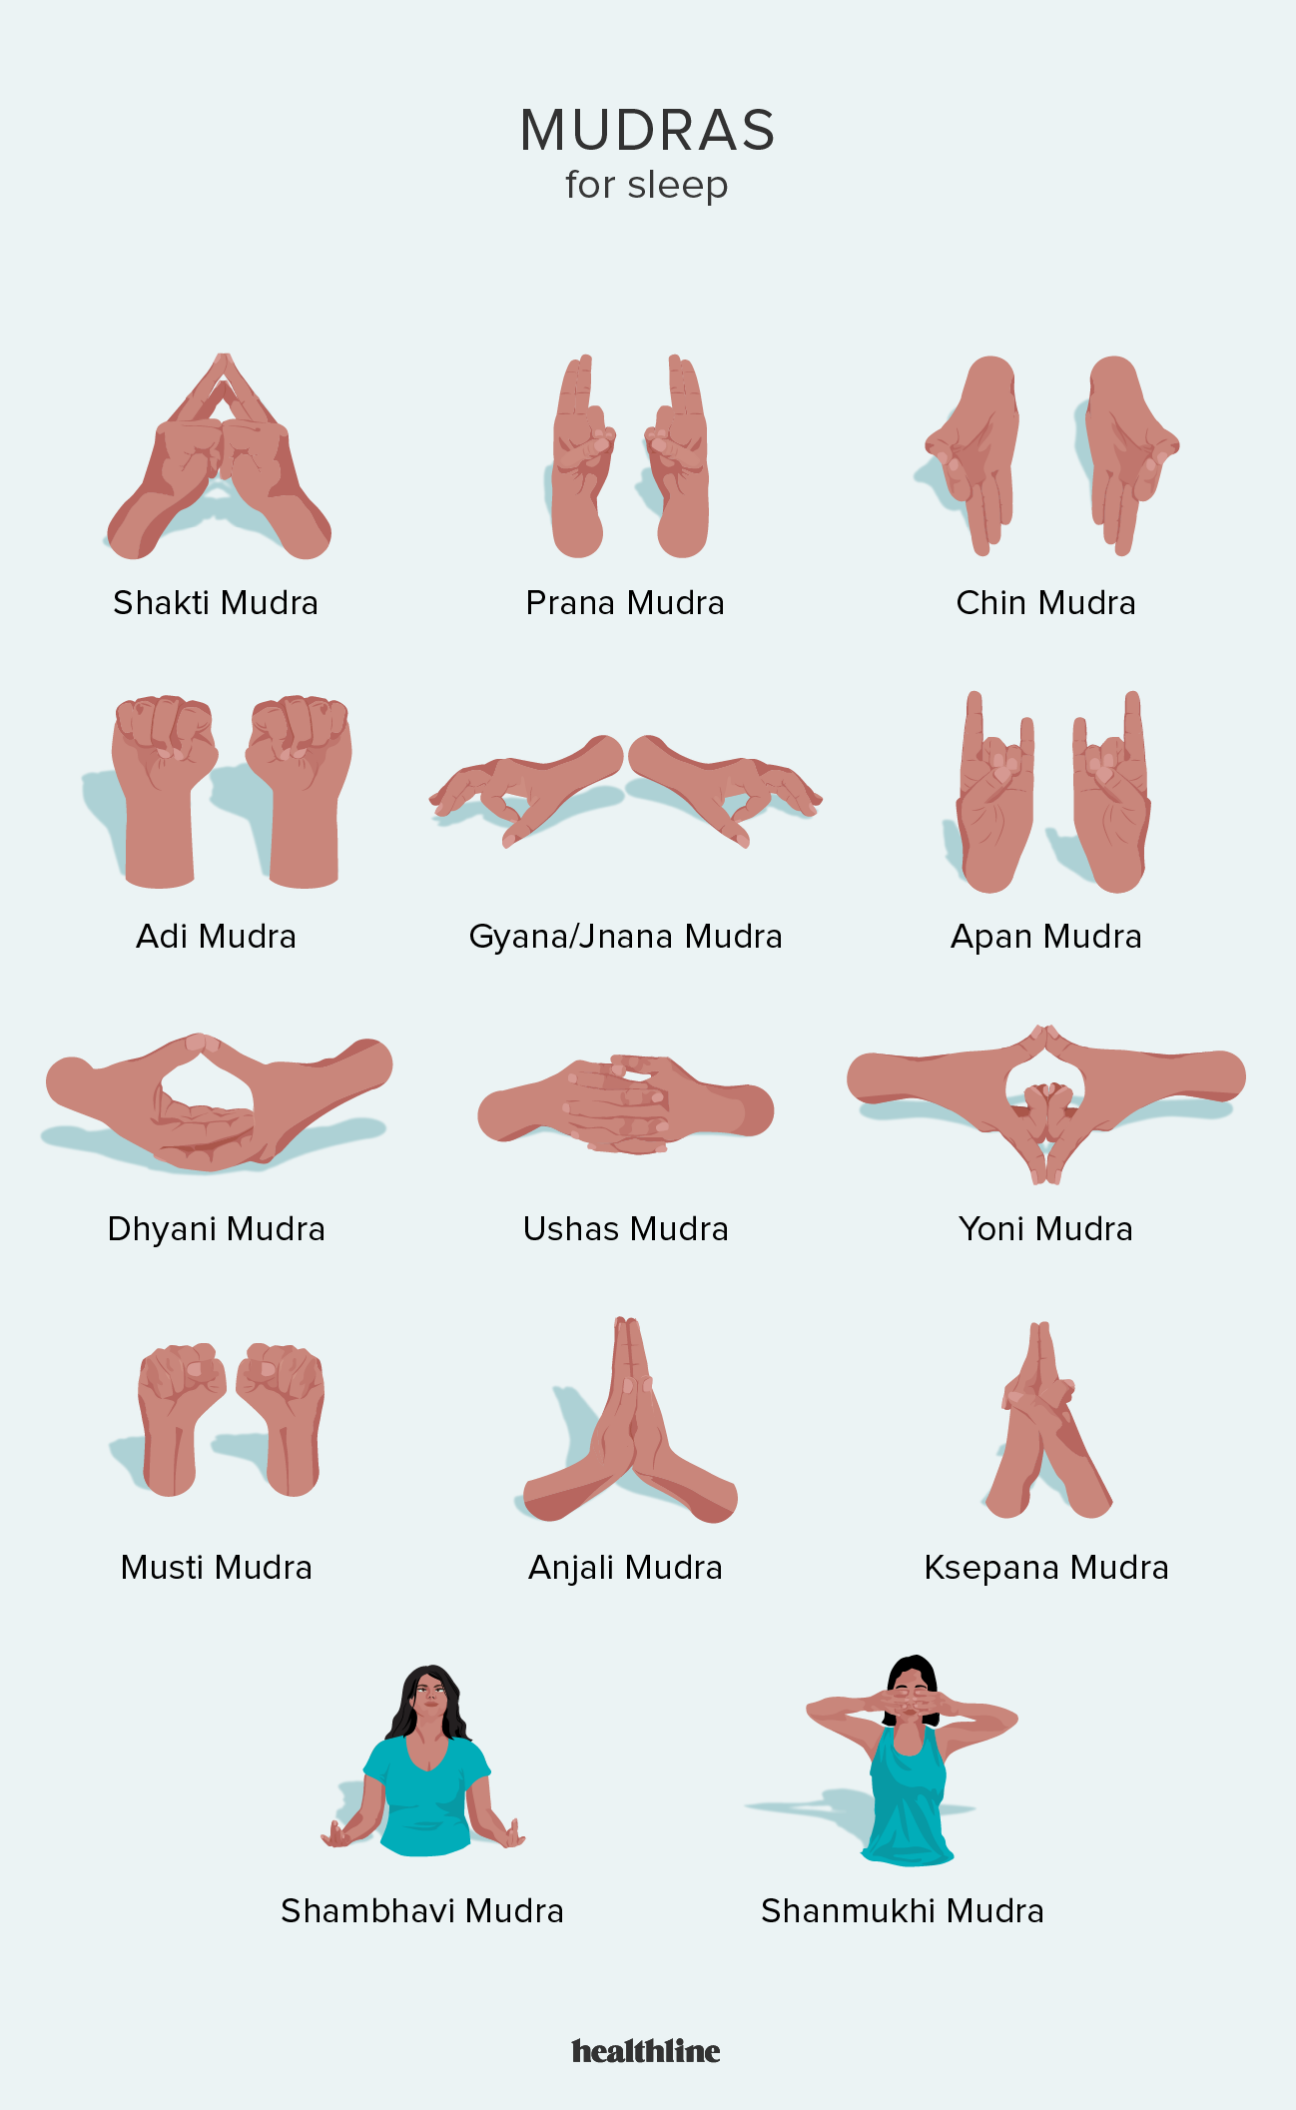 MUDRAS
for sleep
Shakti Mudra
Prana Mudra
Chin Mudra
Adi Mudra
Gyana/Jnana Mudra
Apan Mudra
Dhyani Mudra
Ushas Mudra
Yoni Mudra
Musti Mudra
Anjali Mudra
Ksepana Mudra
Shambhavi Mudra
Shanmukhi Mudra
healthline